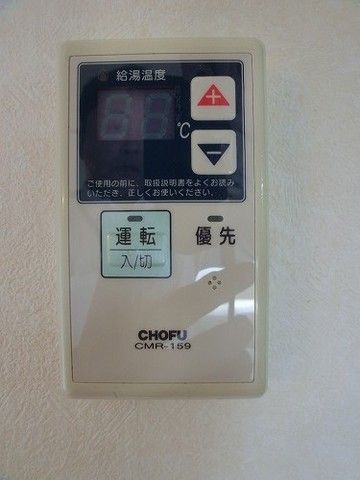 給湯温度
+
℃
−
ご使用の前に、取扱説明書をよくお読み
いただき、正しくお使いください。
運転 優先
入/切
CHOFU
CMR-159